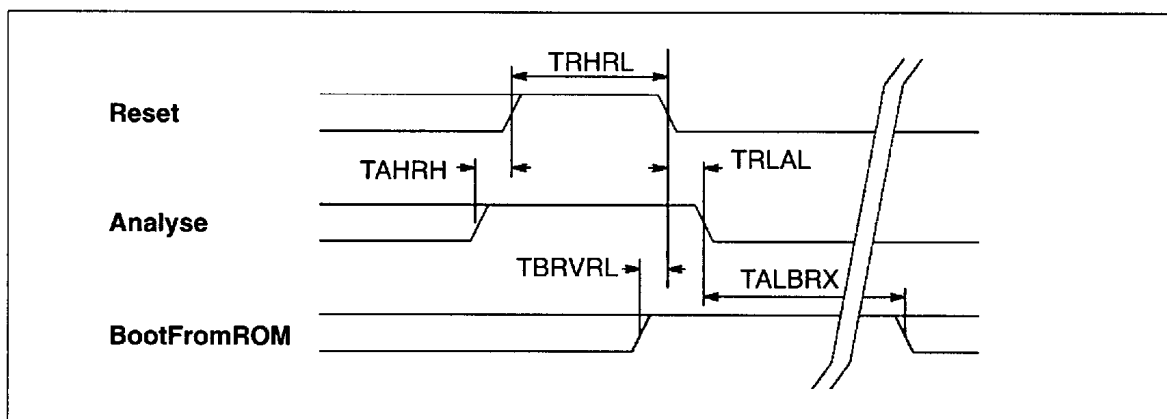 TRHRL
Reset
TAHRH
TRLAL
Analyse
TBRVRL
TALBRX
BootFromROM